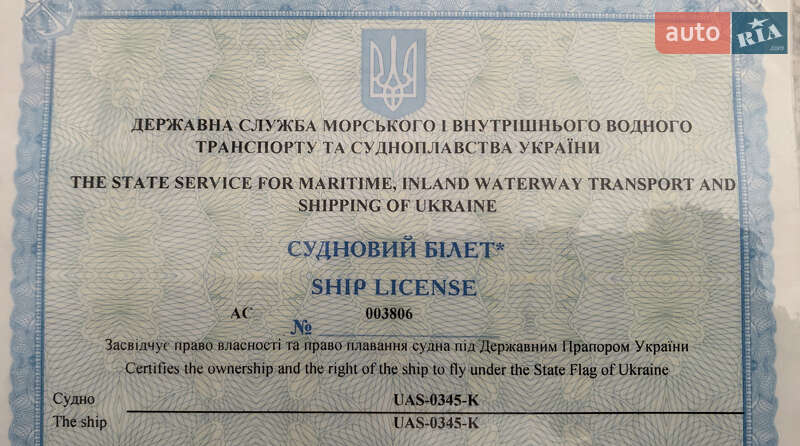 auto RIA.com
ДЕРЖАВНА СЛУЖБА МОРСЬКОГО І ВНУТРІШНЬОГО ВОДНОГО
ТРАНСПОРТУ ТА СУДНОПЛАВСТВА УКРАЇНИ
THE STATE SERVICE FOR MARITIME, INLAND WATERWAY TRANSPORT AND
SHIPPING OF UKRAINE
СУДНОВИЙ БІЛЕТ*
SHIP LICENSE
АС № 003806
Засвідчує право власності та право плавання судна під Державним Прапором України
Certifies the ownership and the right of the ship to fly under the State Flag of Ukraine
Судно UAS-0345-K
The ship UAS-0345-K